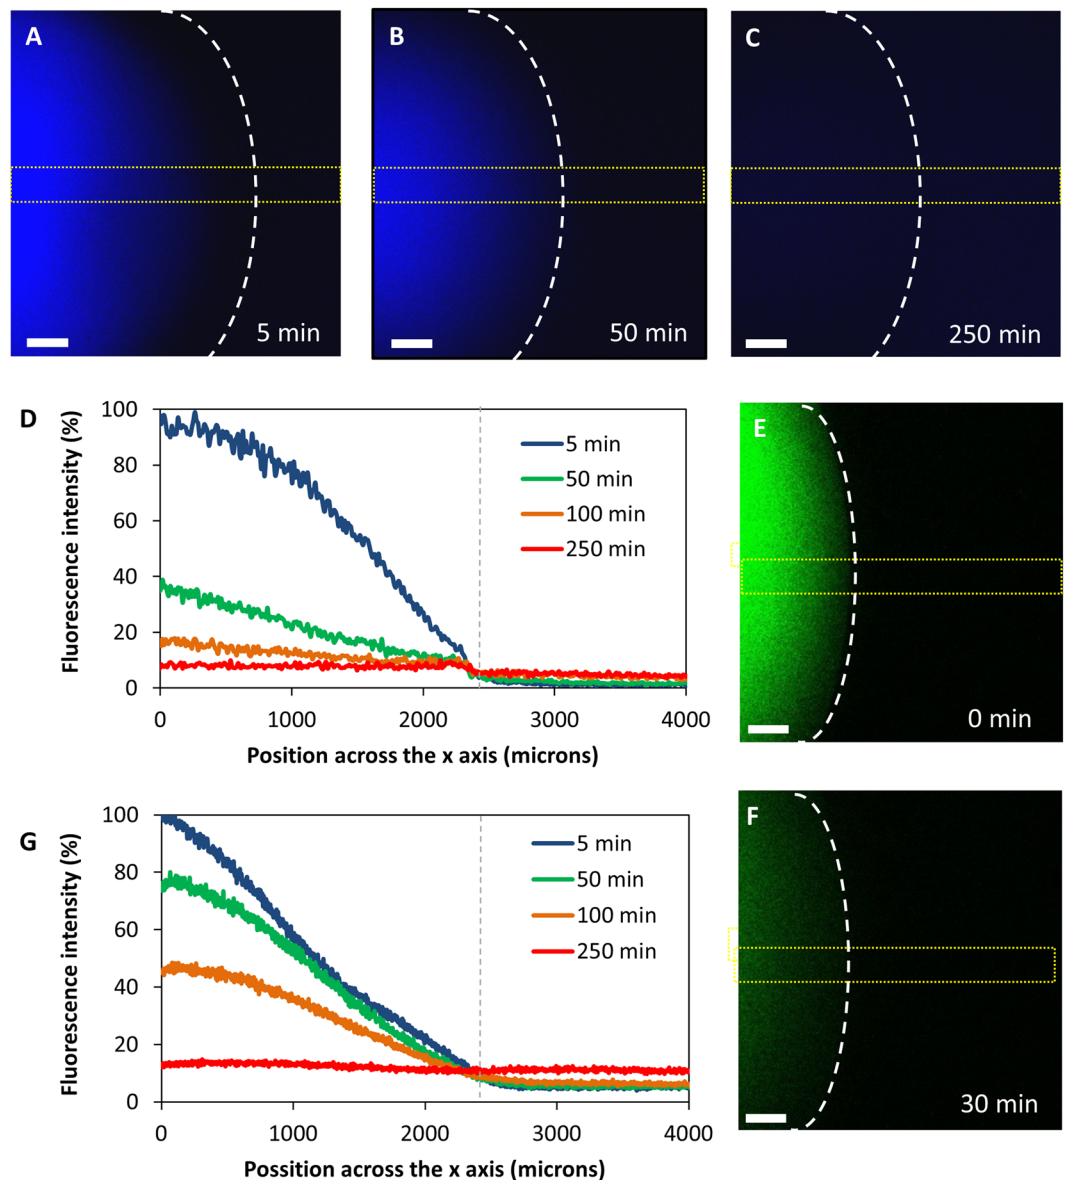 A
5 min
B
50 min
C
250 min
D
Fluorescence intensity (%)
100
80
60
40
20
0
0 1000 2000 3000 4000
Position across the x axis (microns)
5 min
50 min
100 min
250 min
E
0 min
G
Fluorescence intensity (%)
100
80
60
40
20
0
0 1000 2000 3000 4000
Possition across the x axis (microns)
5 min
50 min
100 min
250 min
F
30 min